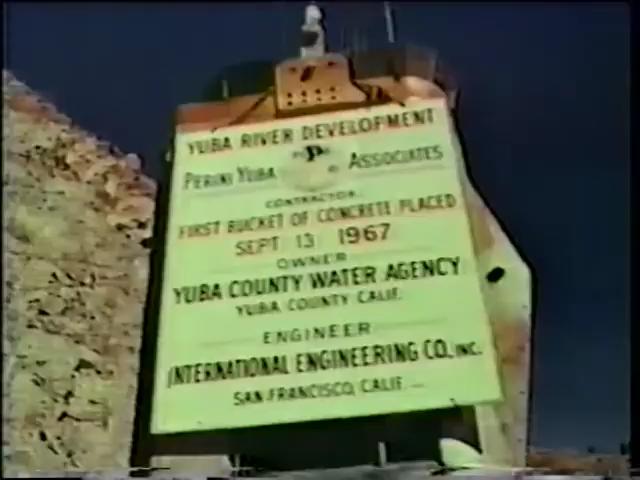 YUBA RIVER DEVELOPMENT
PERINI YUBA P ASSOCIATES
CONTRACTOR
FIRST BUCKET OF CONCRETE PLACED
SEPT 13 1967
OWNER
YUBA COUNTY WATER AGENCY
YUBA COUNTY CALIF.
ENGINEER
INTERNATIONAL ENGINEERING CO., INC.
SAN FRANCISCO, CALIF.